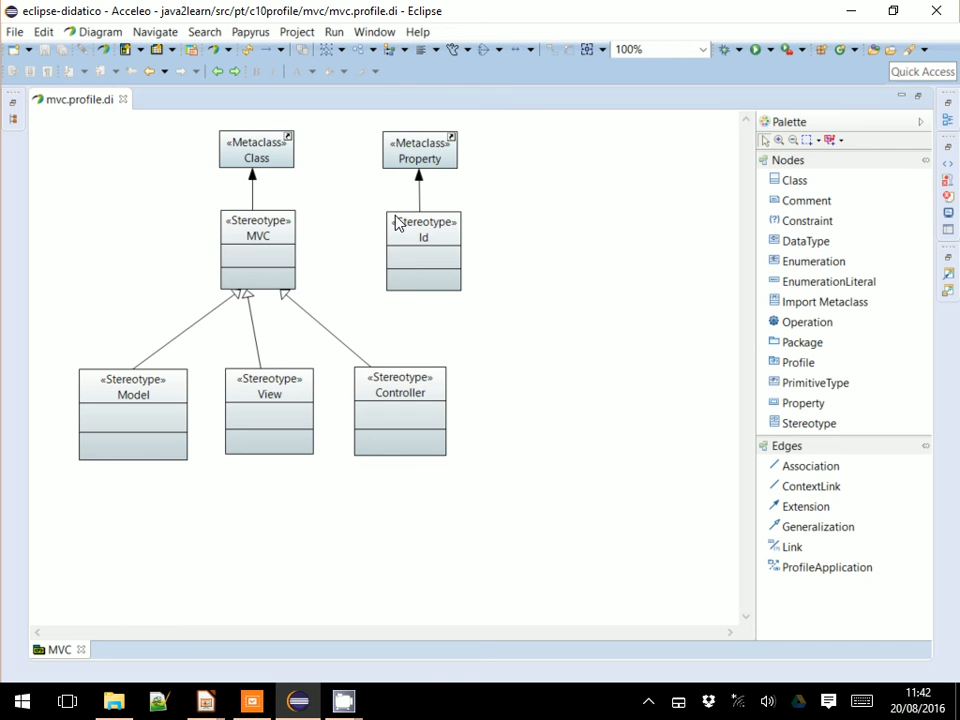 eclipse-didatico - Acceleo - java2learn/src/pt/c10profile/mvc/mvc.profile.di - Eclipse
File Edit Diagram Navigate Search Papyrus Project Run Window Help
100%
Quick Access
mvc.profile.di
«Metaclass»
Class
«Metaclass»
Property
«Stereotype»
MVC
«Stereotype»
Id
«Stereotype»
Model
«Stereotype»
View
«Stereotype»
Controller
Palette
Nodes
Class
Comment
Constraint
DataType
Enumeration
EnumerationLiteral
Import Metaclass
Operation
Package
Profile
PrimitiveType
Property
Stereotype
Edges
Association
ContextLink
Extension
Generalization
Link
ProfileApplication
MVC
11:42
20/08/2016